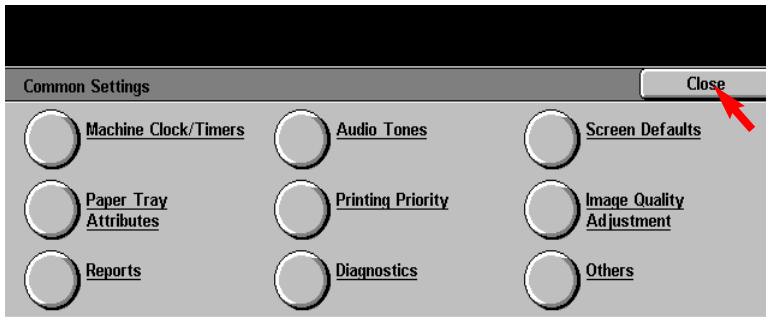 Common Settings
Close
Machine Clock/Timers
Audio Tones
Screen Defaults
Paper Tray
Attributes
Printing Priority
Image Quality
Adjustment
Reports
Diagnostics
Others